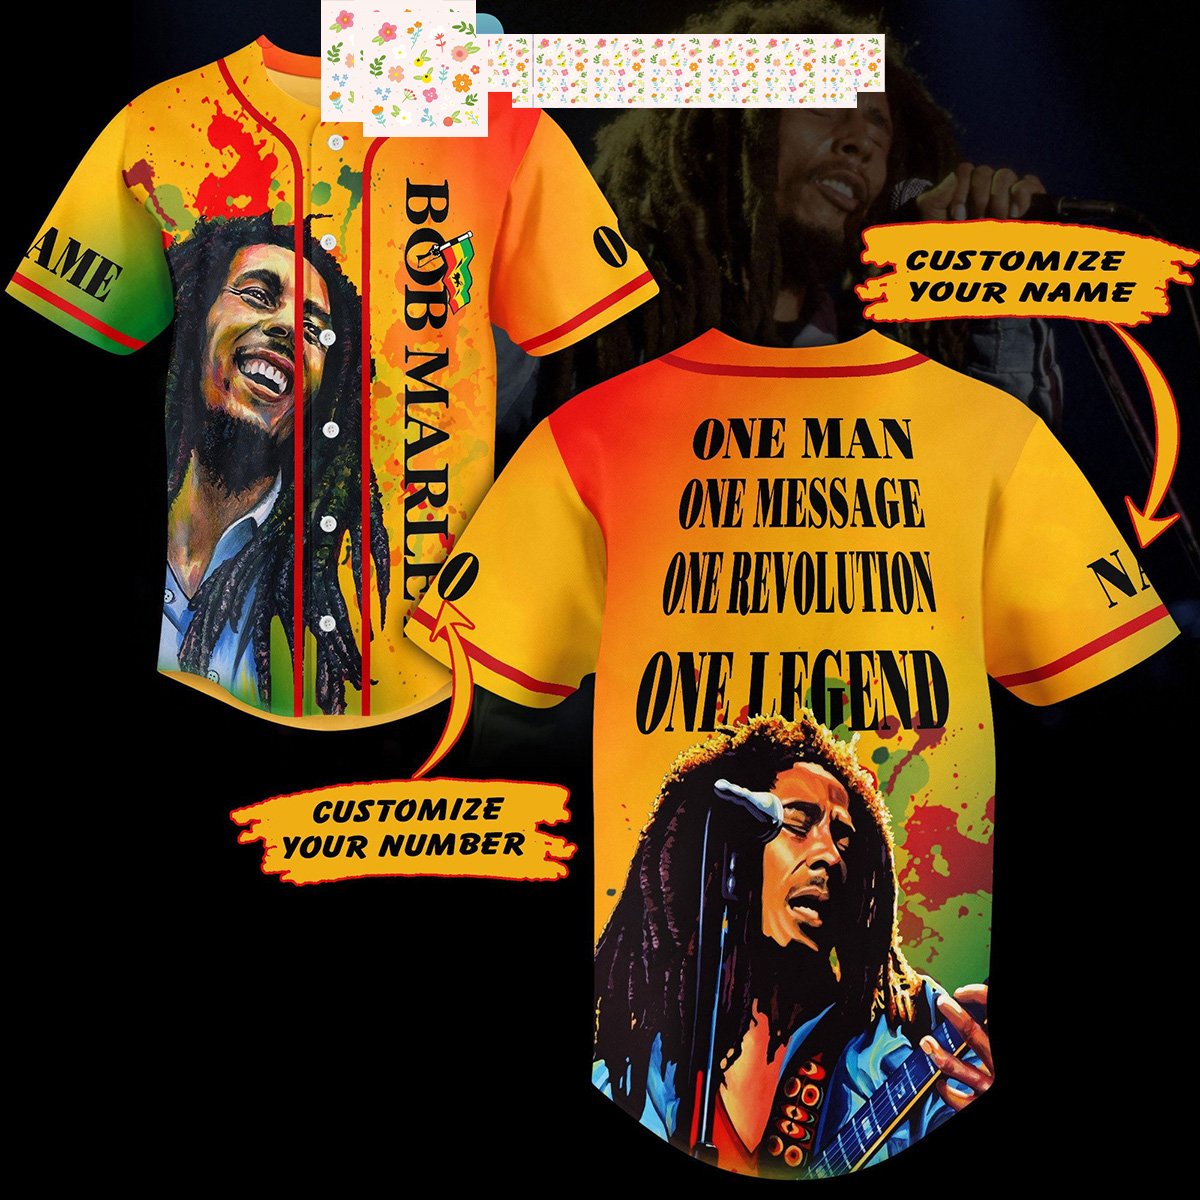 AME
0
BOB MARLEY
CUSTOMIZE
YOUR NAME
ONE MAN
ONE MESSAGE
ONE REVOLUTION
ONE LEGEND
0
NA
CUSTOMIZE
YOUR NUMBER